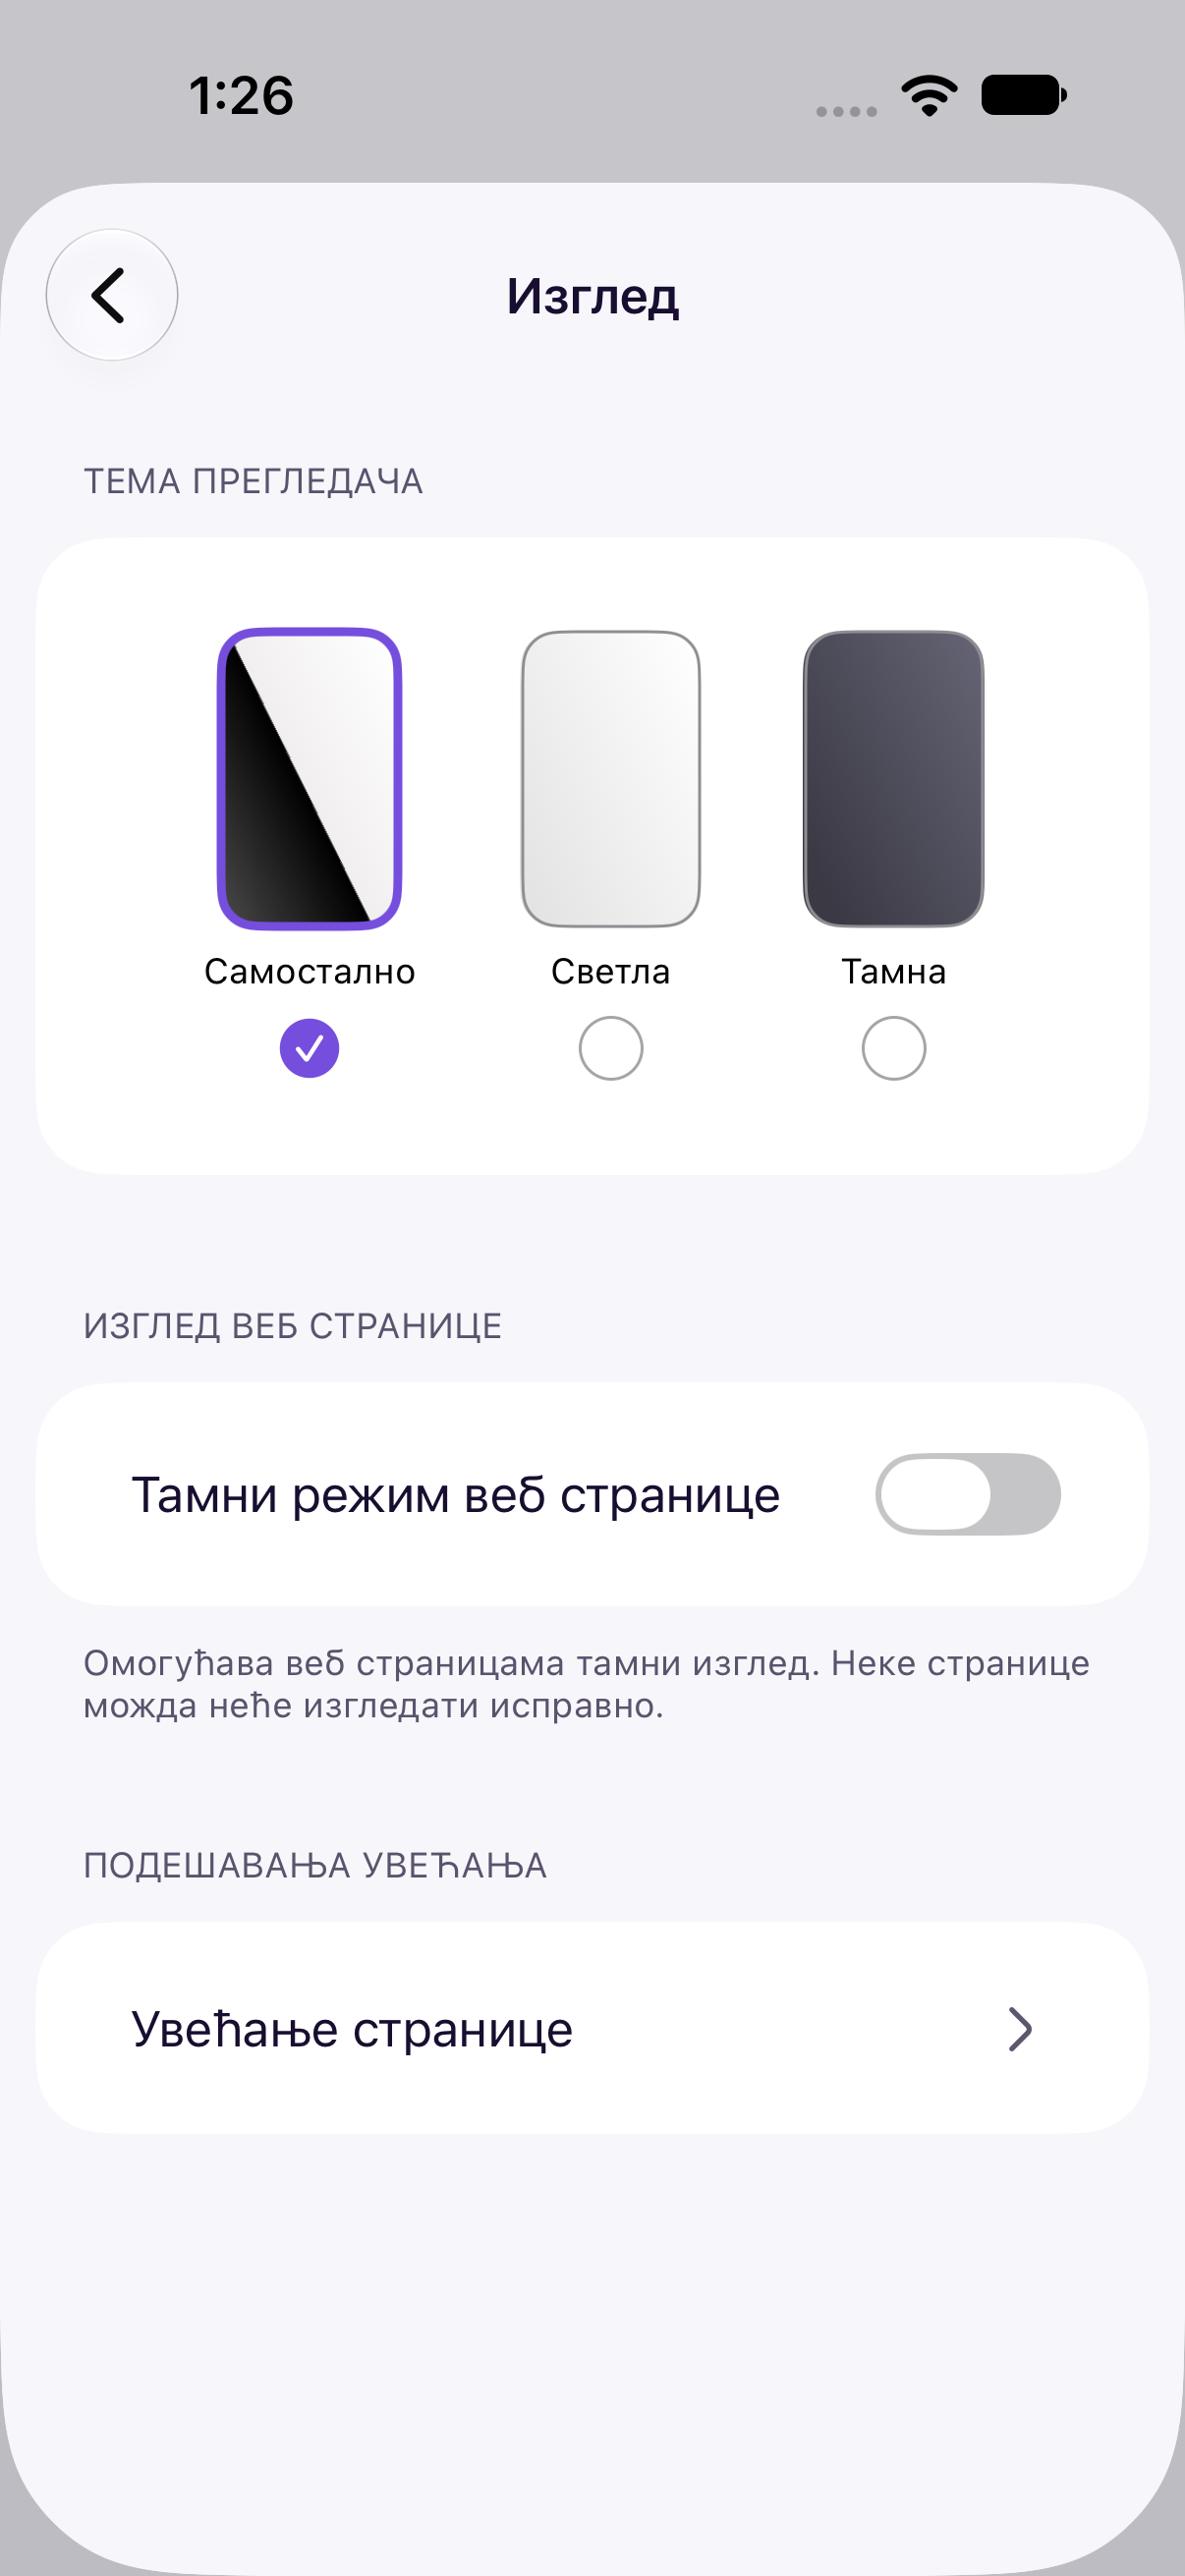 1:26
Изглед
ТЕМА ПРЕГЛЕДАЧА
Самостално
Светла
Тамна
ИЗГЛЕД ВЕБ СТРАНИЦЕ
Тамни режим веб странице
Омогућава веб страницама тамни изглед. Неке странице
можда неће изгледати исправно.
ПОДЕШАВАЊА УВЕЋАЊА
Увећање странице